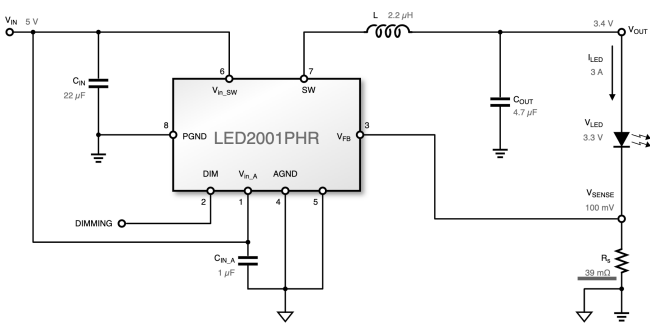 VIN 5 V
L 2.2 µH
3.4 V VOUT
ILED
3 A
6 7
Vin_SW SW
CIN
22 µF
COUT
4.7 µF
8 PGND LED2001PHR VFB 3
VLED
3.3 V
DIM Vin_A AGND
2 1 4 5
VSENSE
100 mV
DIMMING
CIN_A
1 µF
Rs
39 mΩ